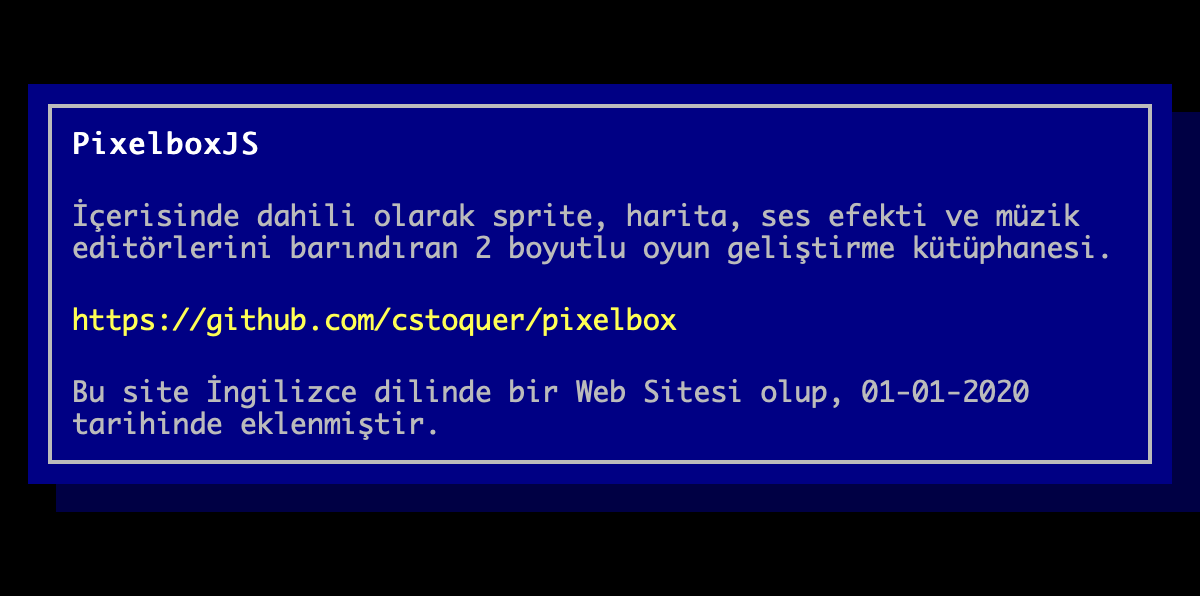 PixelboxJS
İçerisinde dahili olarak sprite, harita, ses efekti ve müzik
editörlerini barındıran 2 boyutlu oyun geliştirme kütüphanesi.
https://github.com/cstoquer/pixelbox
Bu site İngilizce dilinde bir Web Sitesi olup, 01-01-2020
tarihinde eklenmiştir.